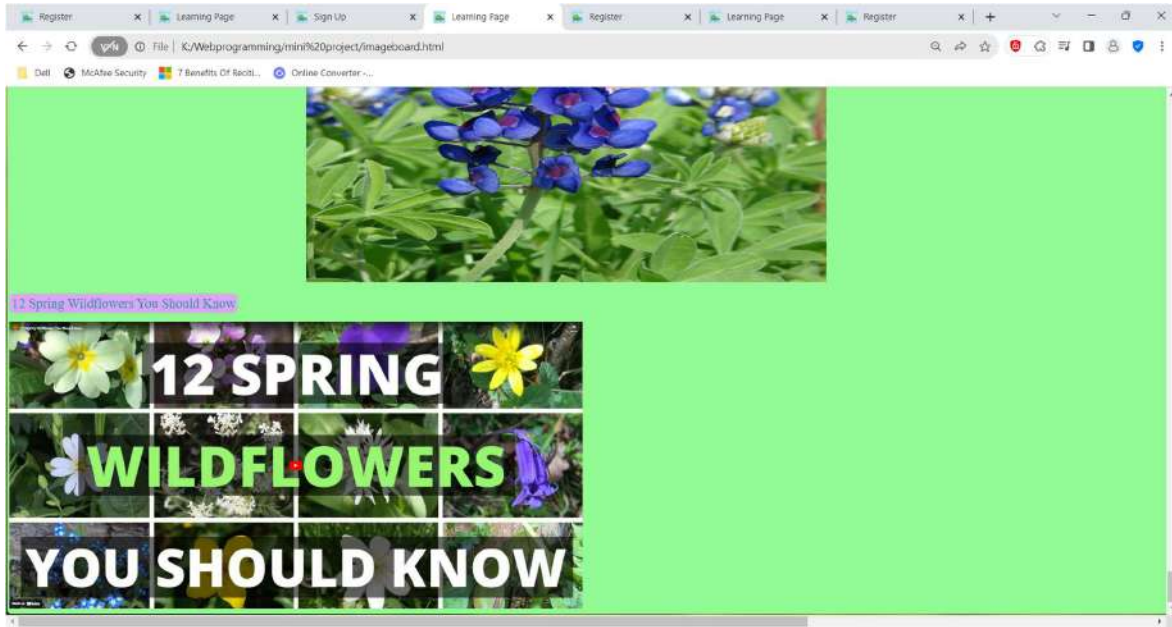 Register
Learning Page
Sign Up
Learning Page
Register
Learning Page
Register
VPN
File
K:/Webprogramming/mini%20project/imageboard.html
Dell
McAfee Security
7 Benefits Of Reciti...
Online Converter -...
12 Spring Wildflowers You Should Know
12 SPRING
WILDFLOWERS
YOU SHOULD KNOW